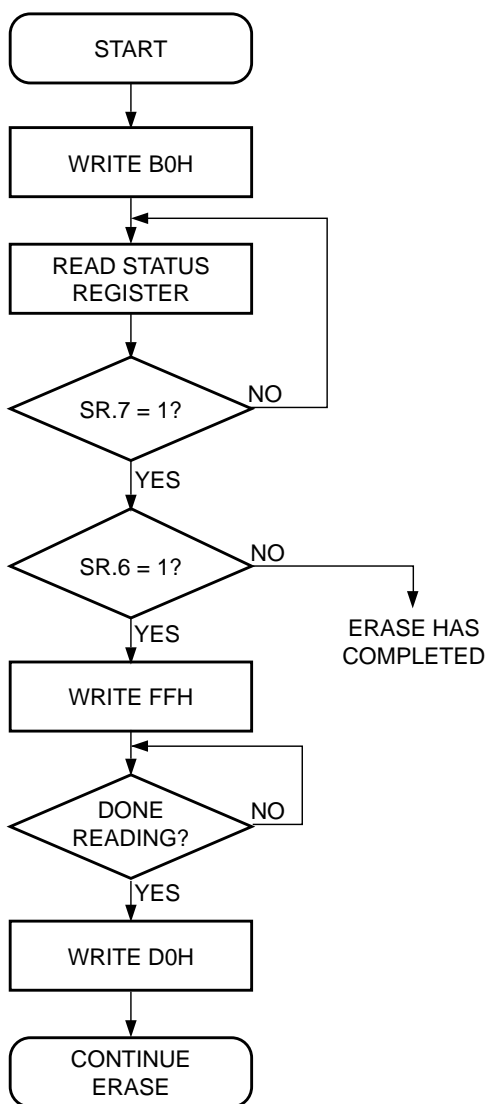 START
WRITE B0H
READ STATUS
REGISTER
SR.7 = 1?
NO
YES
SR.6 = 1?
NO
YES
ERASE HAS
COMPLETED
WRITE FFH
DONE
READING?
NO
YES
WRITE D0H
CONTINUE
ERASE